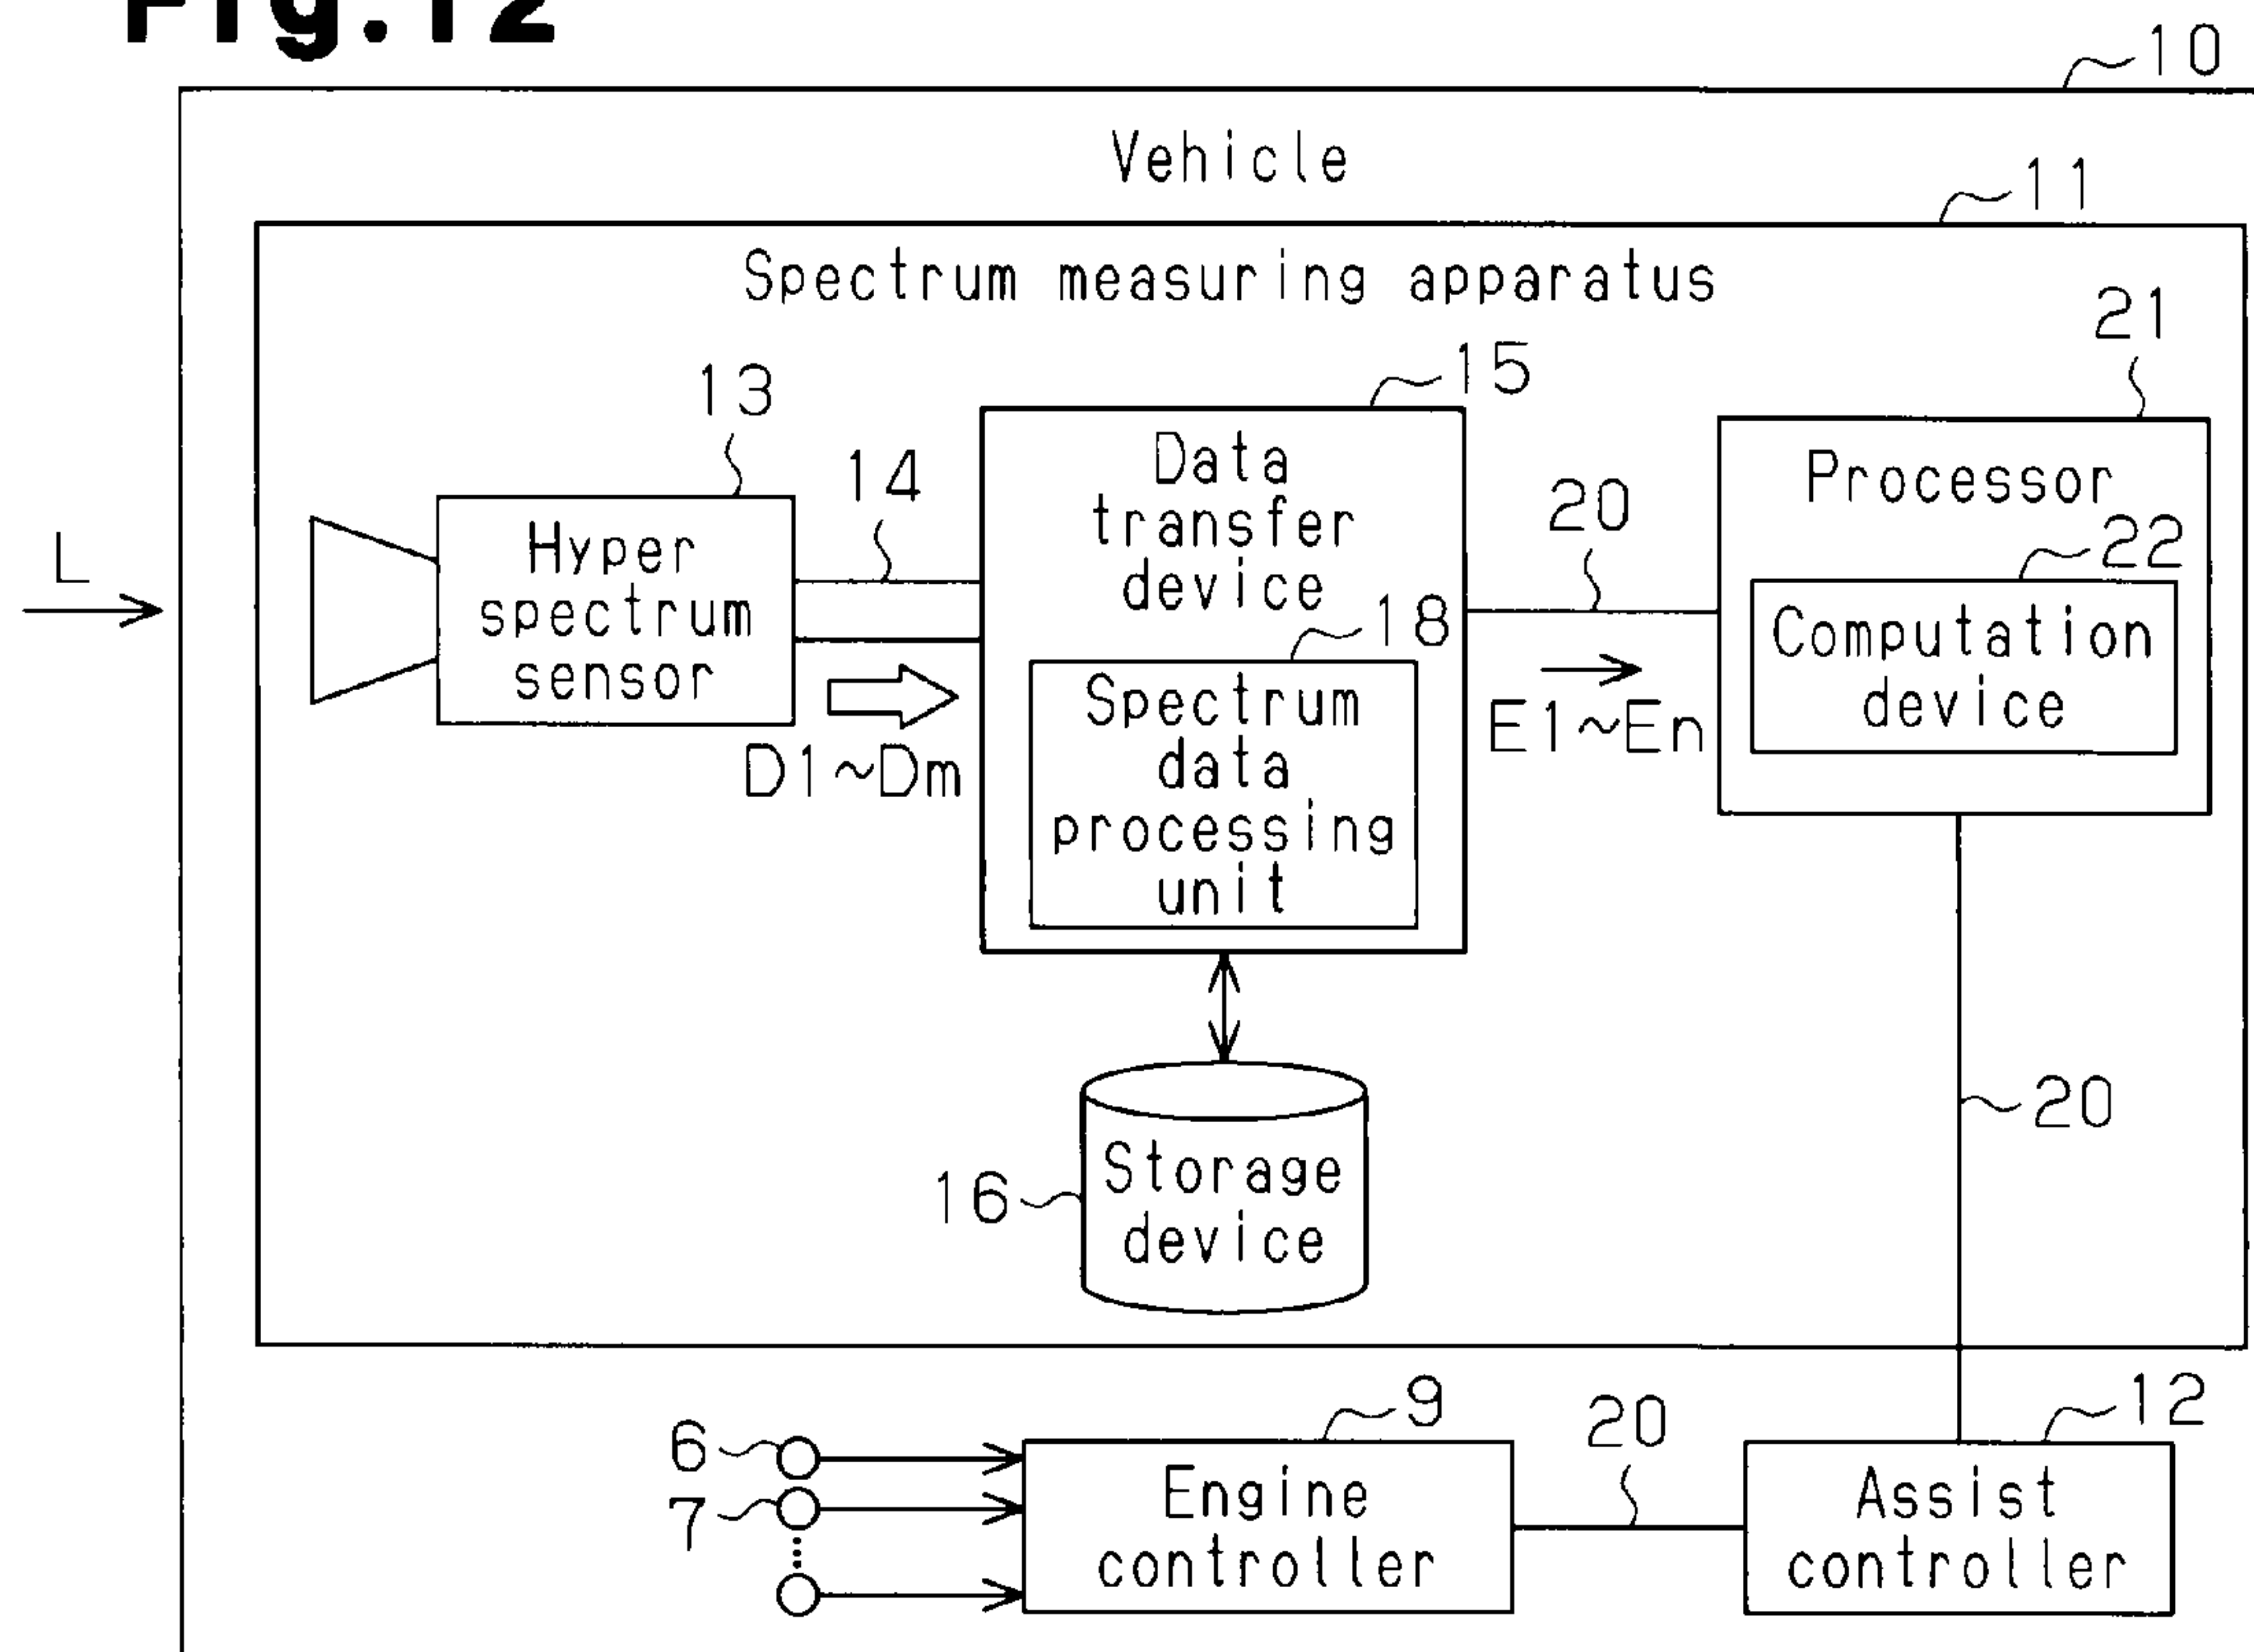 Fig.12
10
Vehicle
11
Spectrum measuring apparatus
21
15
13
14
Data
transfer
device
20
Processor
22
L
Hyper
spectrum
sensor
18
Computation
device
Spectrum
data
processing
unit
E1~En
D1~Dm
20
16
Storage
device
9
20
12
6
7
Engine
controller
Assist
controller